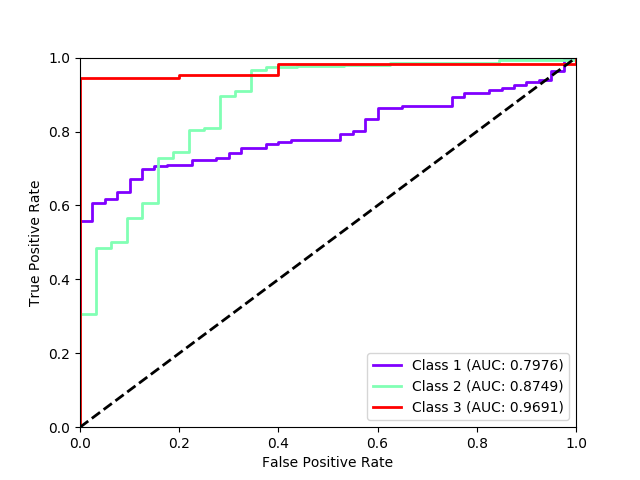 1.0
0.8
0.6
0.4
0.2
0.0
True Positive Rate
Class 1 (AUC: 0.7976)
Class 2 (AUC: 0.8749)
Class 3 (AUC: 0.9691)
0.0 0.2 0.4 0.6 0.8 1.0
False Positive Rate